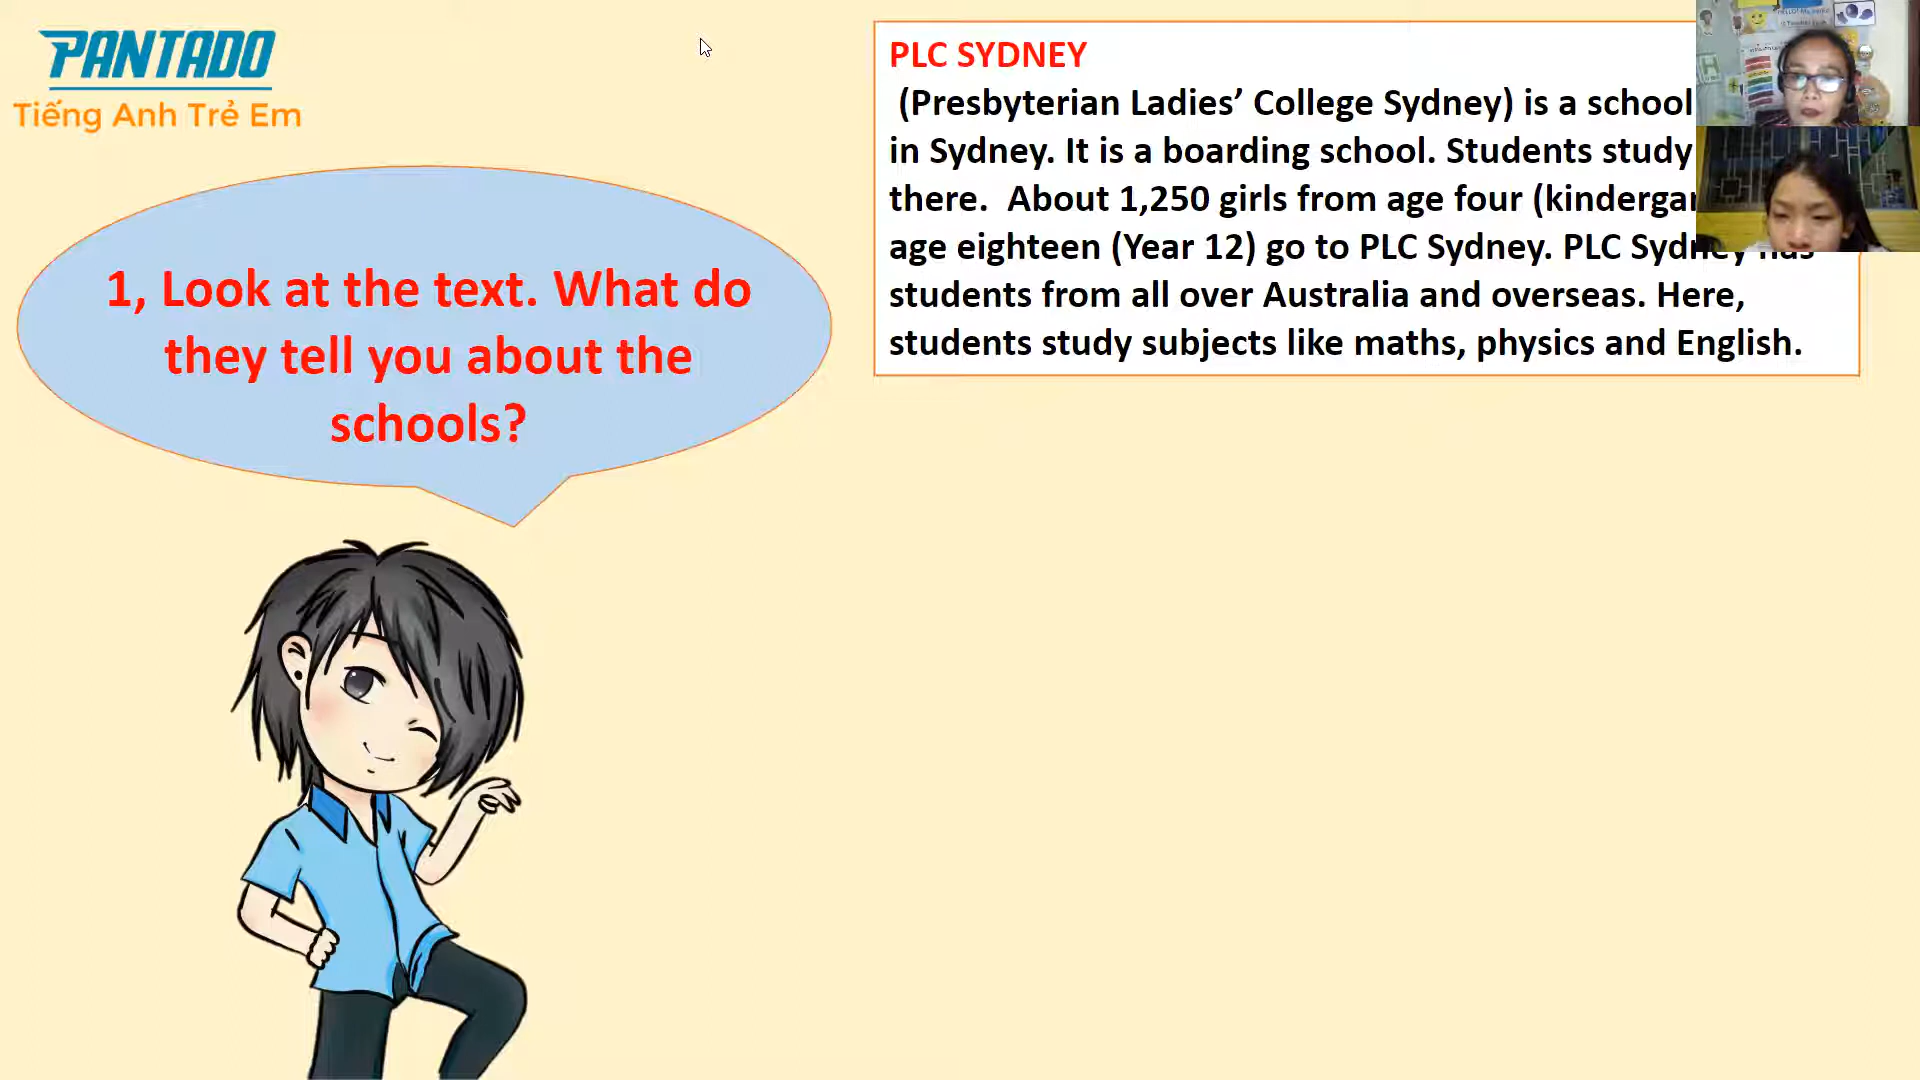 PANTADO
Tiếng Anh Trẻ Em
1, Look at the text. What do
they tell you about the
schools?
PLC SYDNEY
(Presbyterian Ladies’ College Sydney) is a school
in Sydney. It is a boarding school. Students study
there. About 1,250 girls from age four
age eighteen (Year 12) go to PLC Sydney. PLC Sydney has
students from all over Australia and overseas. Here,
students study subjects like maths, physics and English.